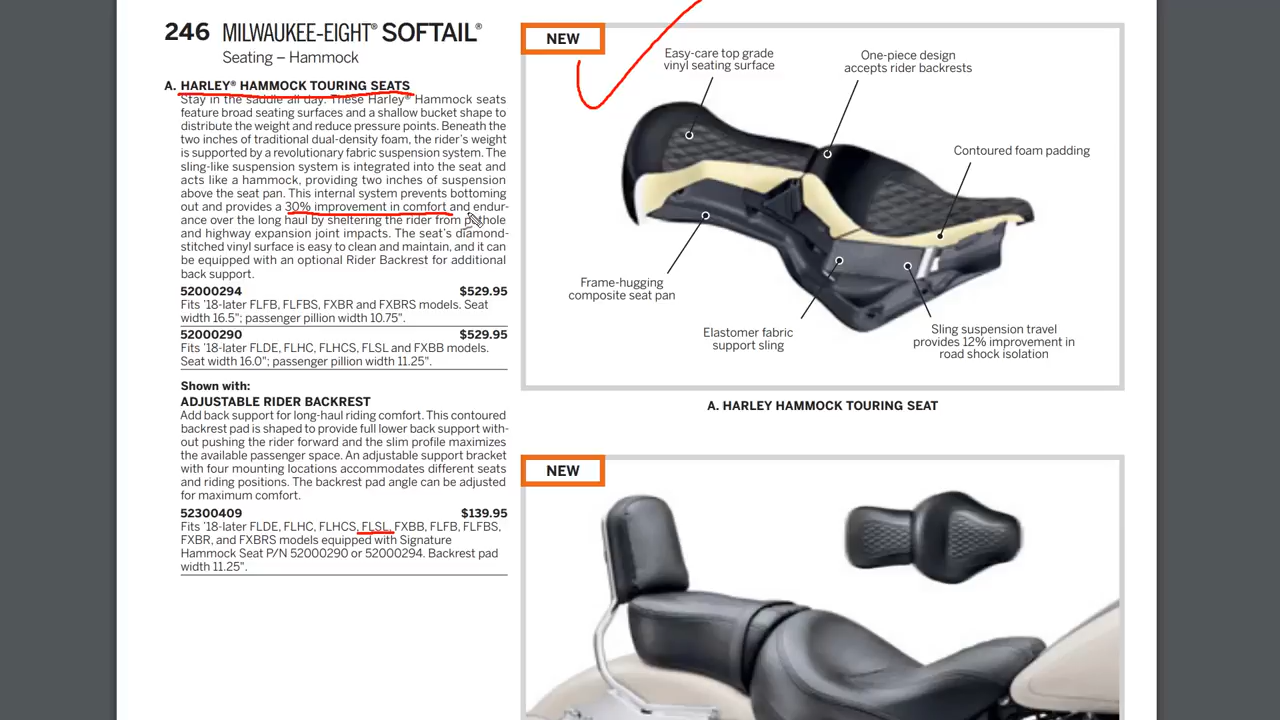 246 MILWAUKEE-EIGHT® SOFTAIL®
Seating – Hammock
A. HARLEY® HAMMOCK TOURING SEATS
Stay in the saddle all day. These Harley® Hammock seats
feature broad seating surfaces and a shallow bucket shape to
distribute the weight and reduce pressure points. Beneath the
two inches of traditional dual-density foam, the rider's weight
is supported by a revolutionary fabric suspension system. The
sling-like suspension system is integrated into the seat and
acts like a hammock, providing two inches of suspension
above the seat pan. This internal system prevents bottoming
out and provides a 30% improvement in comfort and endur-
ance over the long haul by sheltering the rider from pothole
and highway expansion joint impacts. The seat's diamond-
stitched vinyl surface is easy to clean and maintain, and it can
be equipped with an optional Rider Backrest for additional
back support.
52000294 $529.95
Fits '18-later FLFB, FLFBS, FXBR and FXBRS models. Seat
width 16.5"; passenger pillion width 10.75".
52000290 $529.95
Fits '18-later FLDE, FLHC, FLHCS, FLSL and FXBB models.
Seat width 16.0"; passenger pillion width 11.25".
Shown with:
ADJUSTABLE RIDER BACKREST
Add back support for long-haul riding comfort. This contoured
backrest pad is shaped to provide full lower back support with-
out pushing the rider forward and the slim profile maximizes
the available passenger space. An adjustable support bracket
with four mounting locations accommodates different seats
and riding positions. The backrest pad angle can be adjusted
for maximum comfort.
52300409 $139.95
Fits '18-later FLDE, FLHC, FLHCS, FLSL, FXBB, FLFB, FLFBS,
FXBR, and FXBRS models equipped with Signature
Hammock Seat P/N 52000290 or 52000294. Backrest pad
width 11.25".
NEW
Easy-care top grade
vinyl seating surface
One-piece design
accepts rider backrests
Contoured foam padding
Frame-hugging
composite seat pan
Elastomer fabric
support sling
Sling suspension travel
provides 12% improvement in
road shock isolation
A. HARLEY HAMMOCK TOURING SEAT
NEW